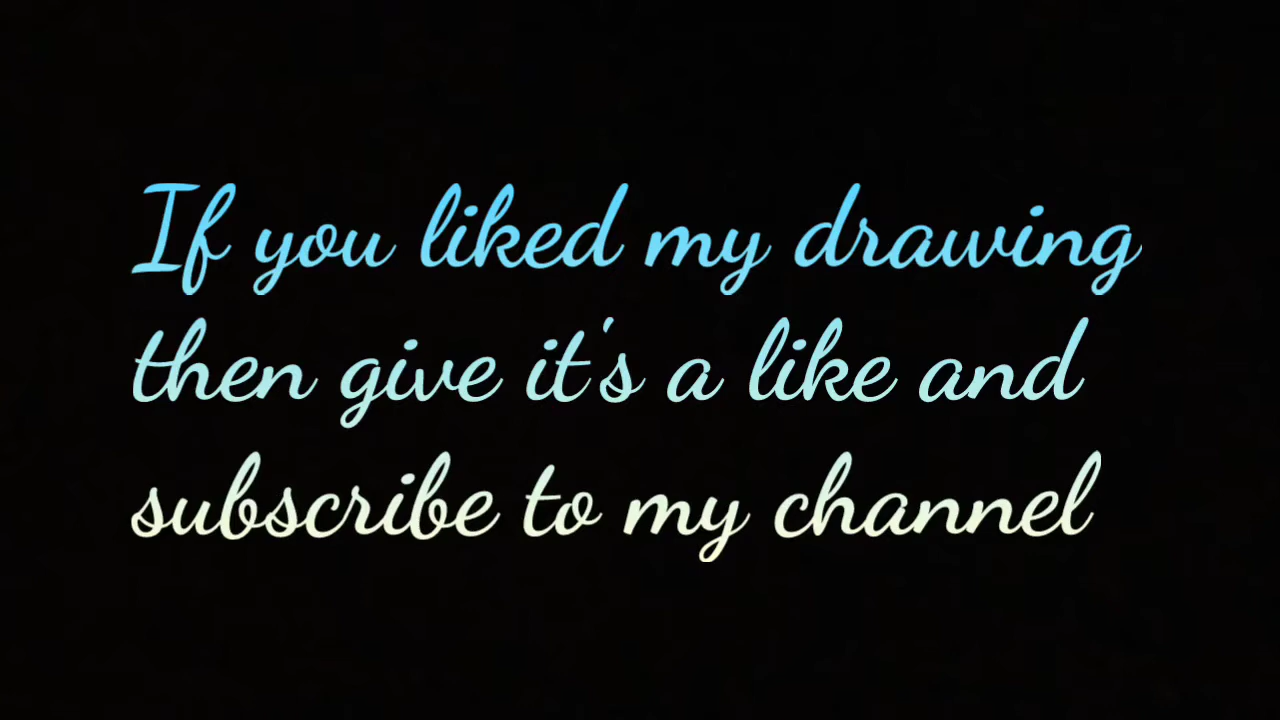 If you liked my drawing
then give it's a like and
subscribe to my channel